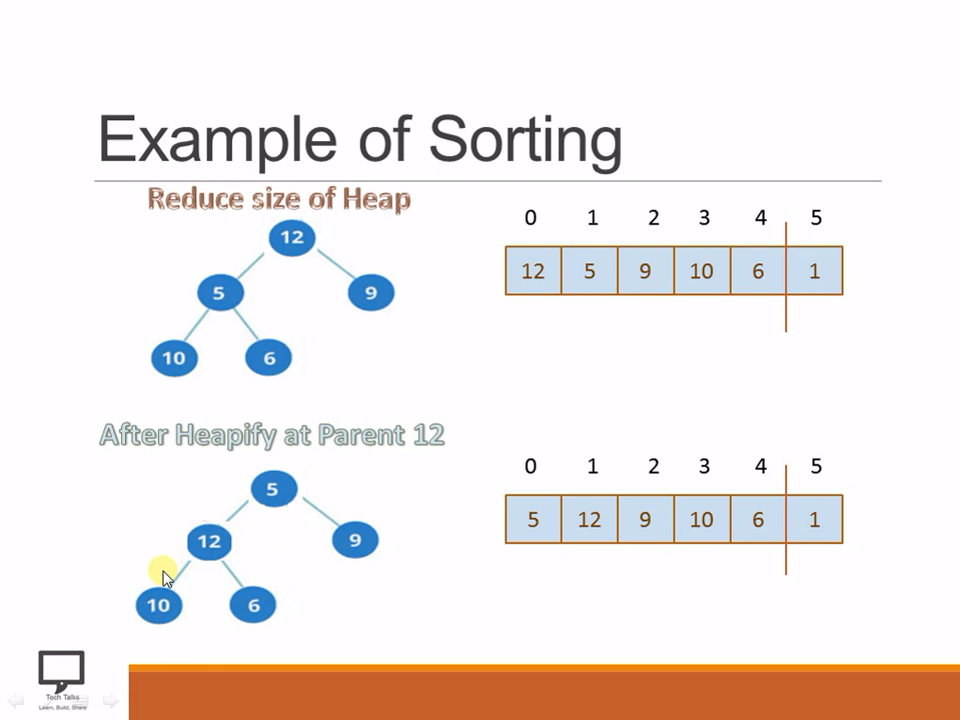 Example of Sorting
Reduce size of Heap
12
5
9
10
6
0 1 2 3 4 5
12 5 9 10 6 1
After Heapify at Parent 12
5
12
9
10
6
0 1 2 3 4 5
5 12 9 10 6 1
Tech Talks
Learn, Build, Share